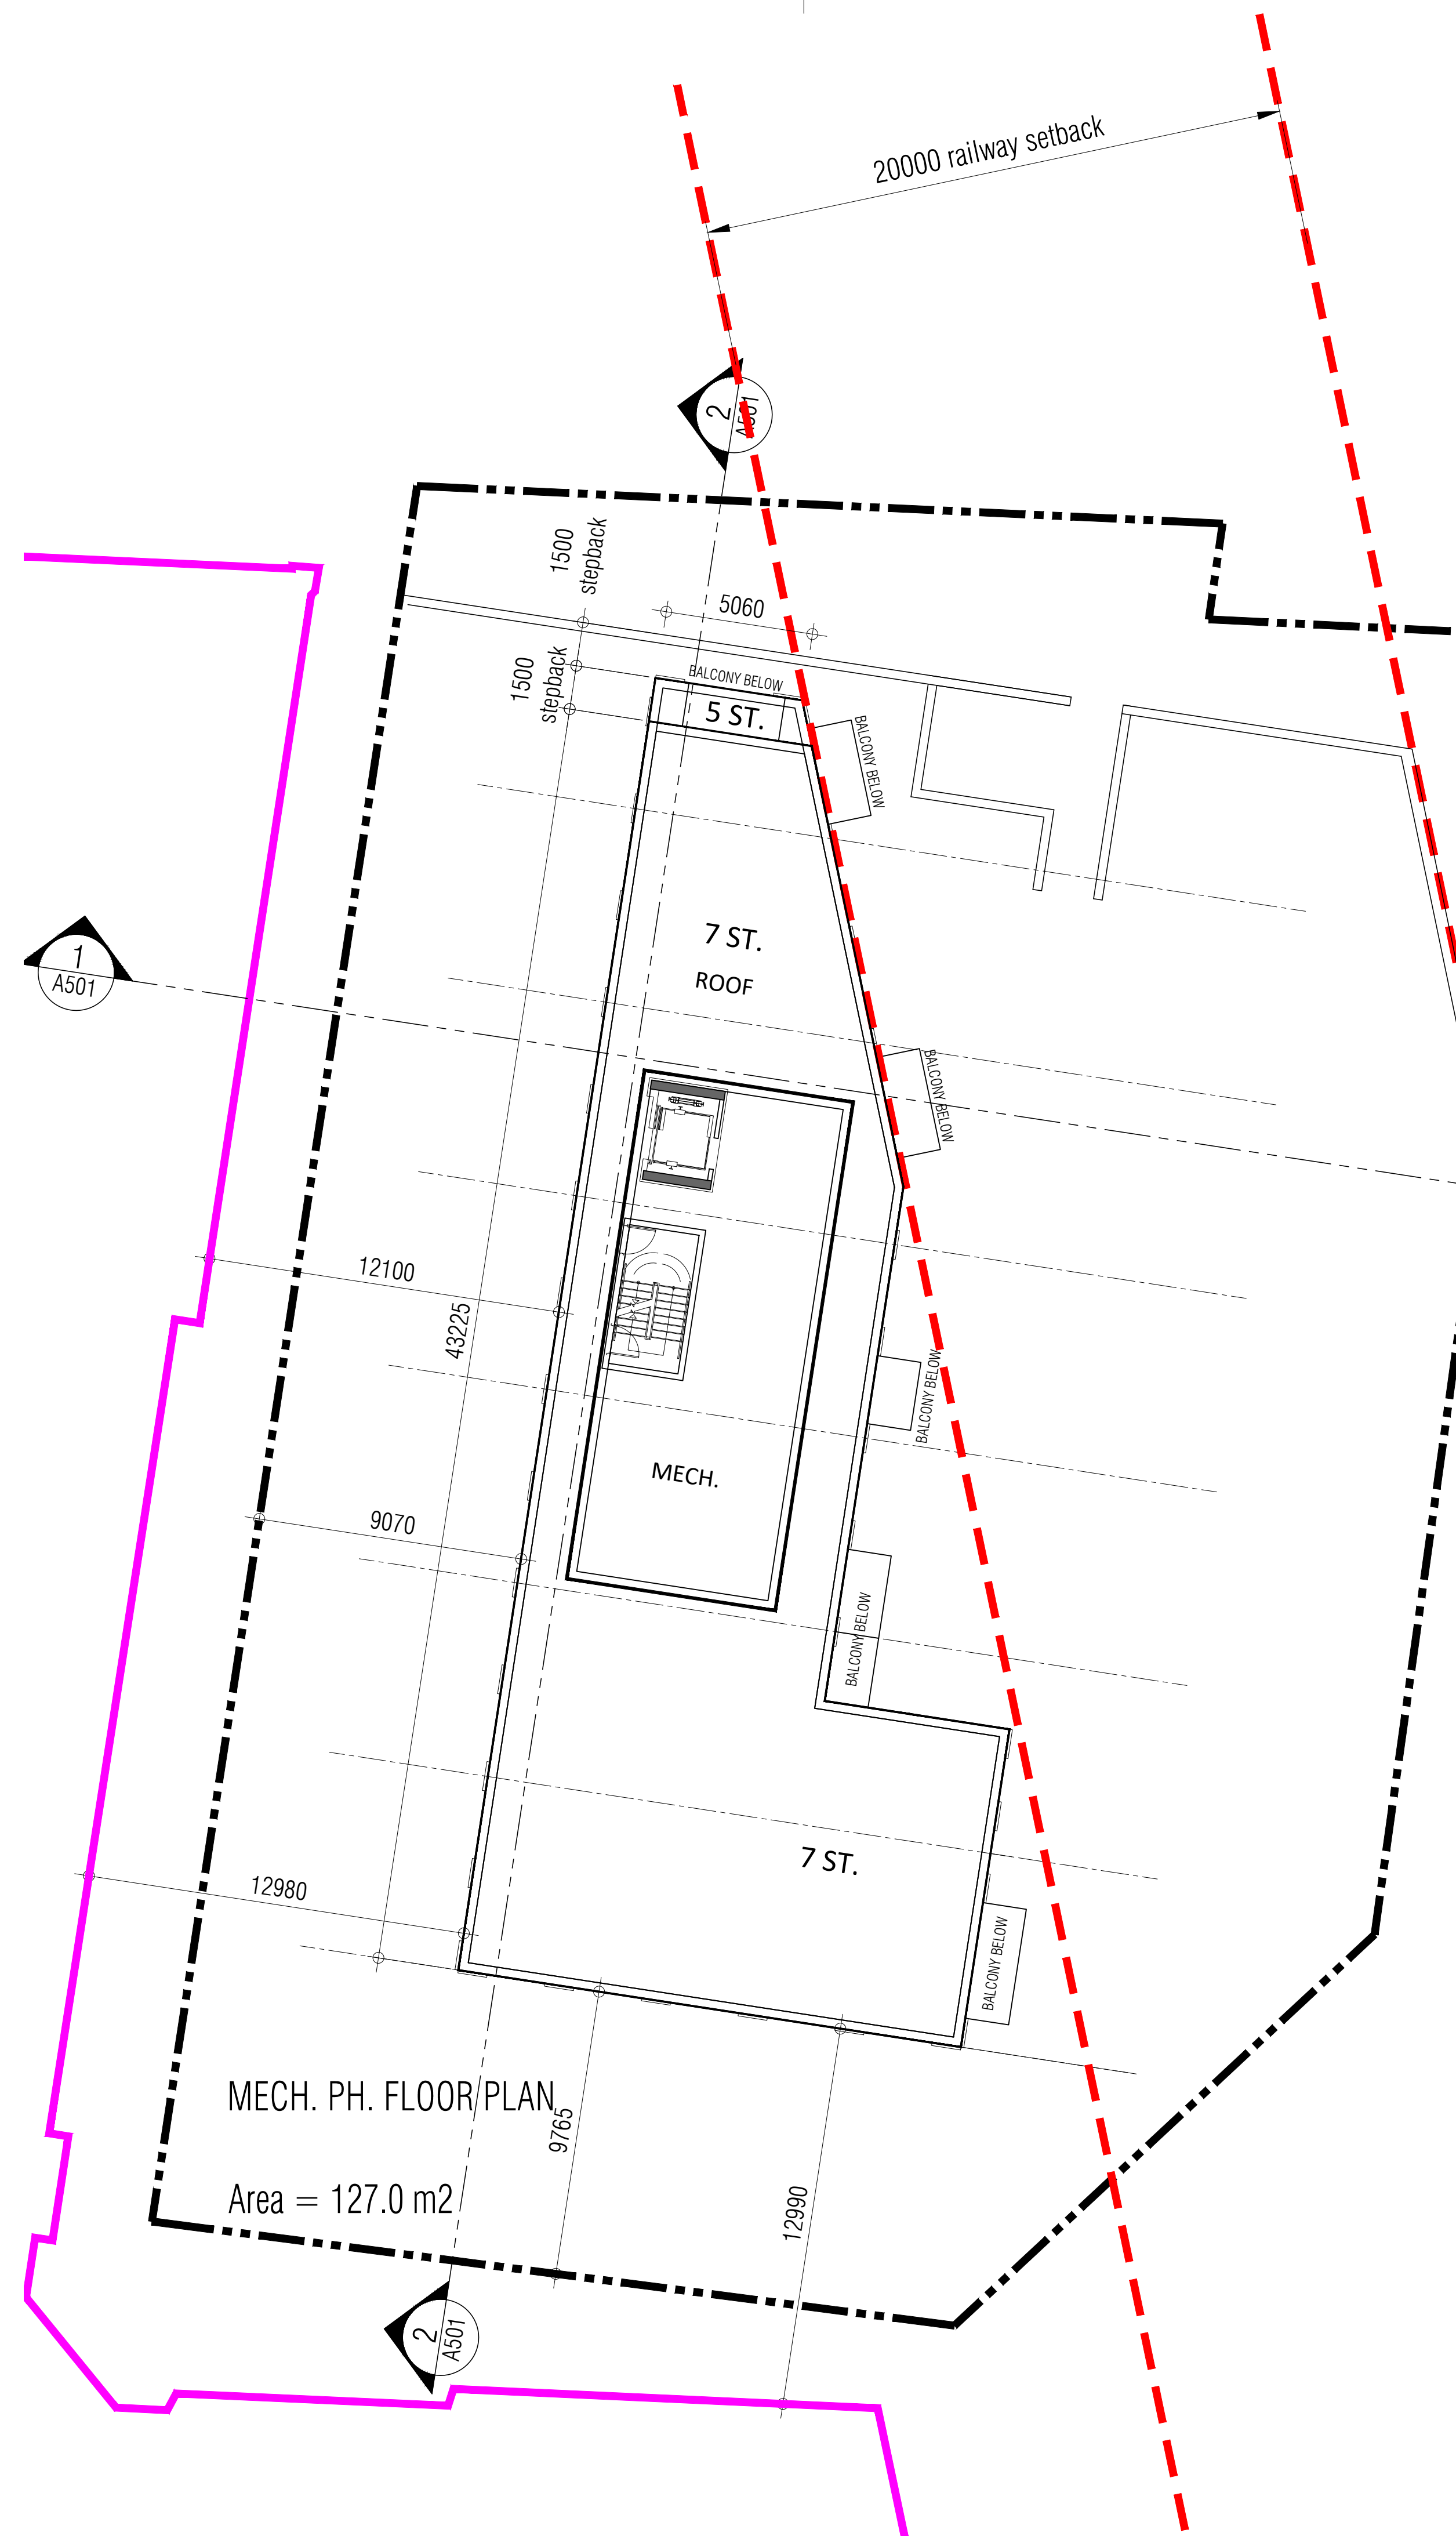 20000 railway setback
2
A501
1500
stepback
5060
1500
stepback
BALCONY BELOW
5 ST.
BALCONY BELOW
7 ST.
ROOF
1
A501
BALCONY BELOW
12100
43225
BALCONY BELOW
MECH.
9070
BALCONY BELOW
7 ST.
12980
BALCONY BELOW
MECH. PH. FLOOR PLAN
9765
Area = 127.0 m2
12990
2
A501